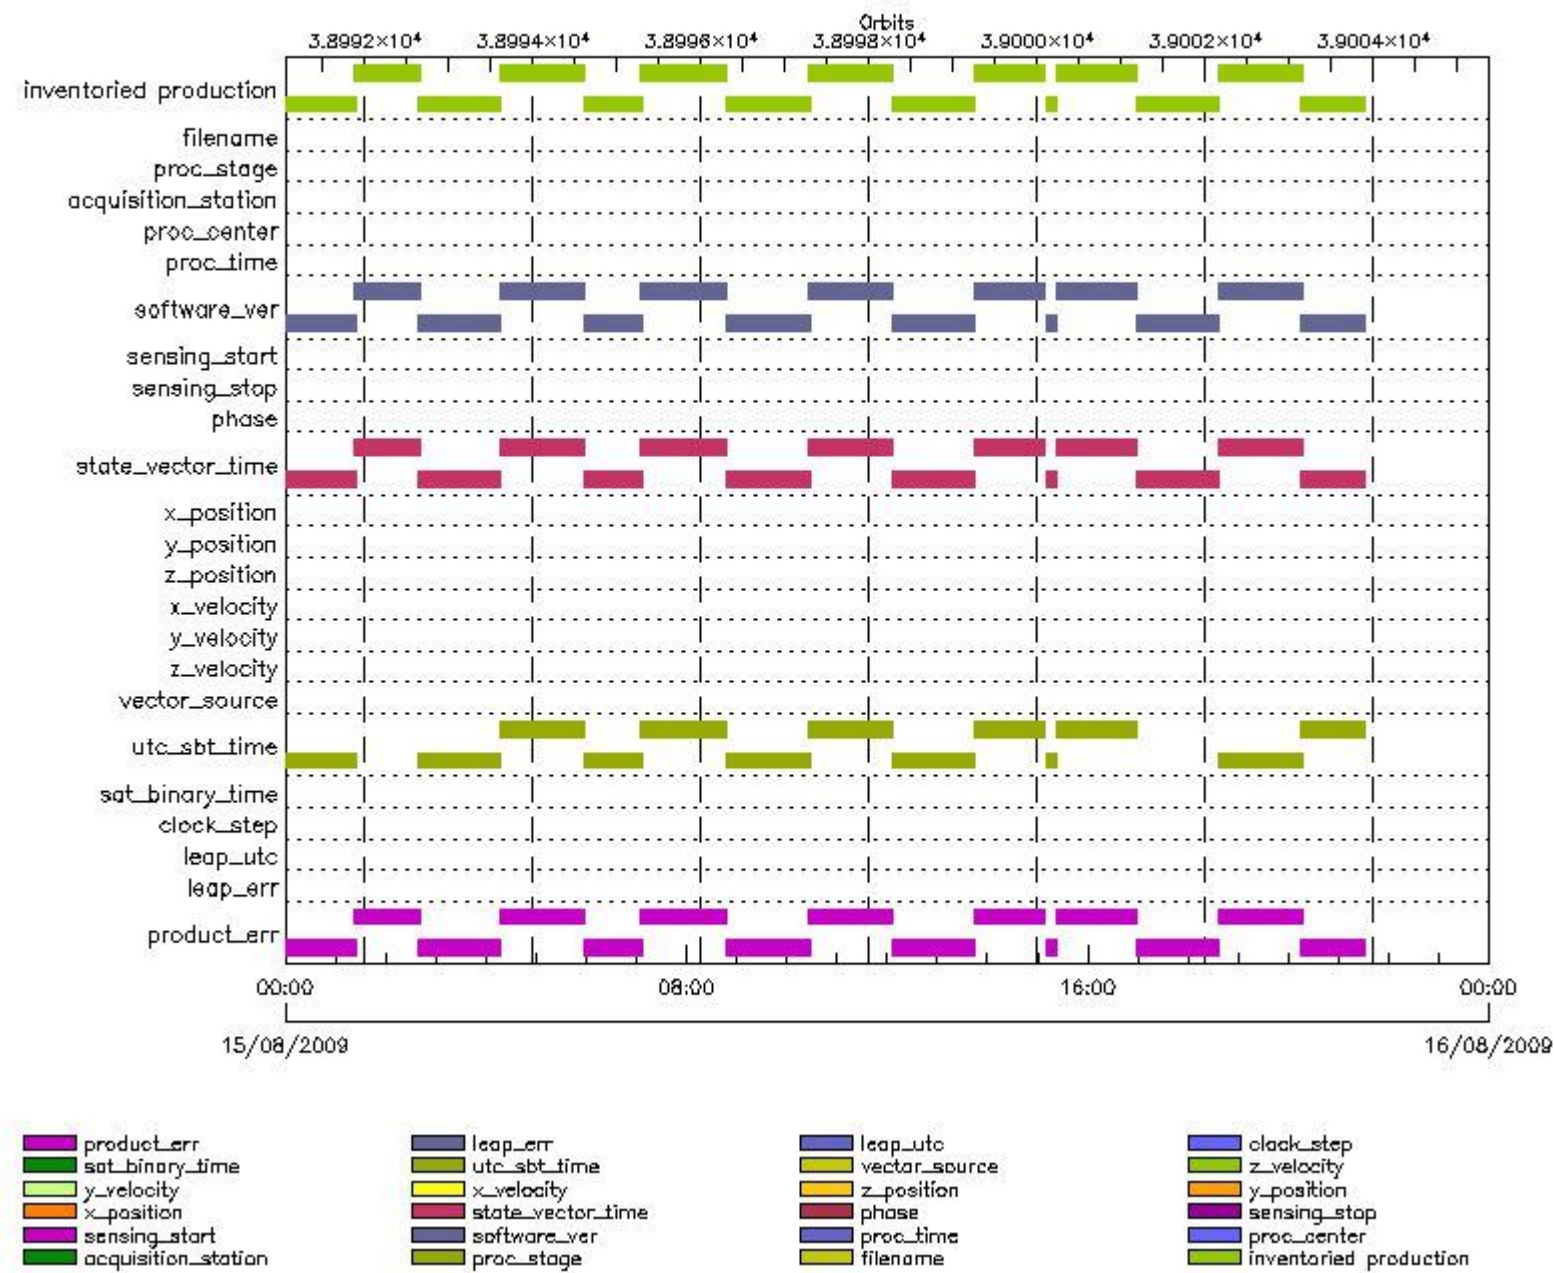 Orbits
3.8992×10⁴ 3.8994×10⁴ 3.8996×10⁴ 3.8998×10⁴ 3.9000×10⁴ 3.9002×10⁴ 3.9004×10⁴
inventoried production
filename
proc_stage
acquisition_station
proc_center
proc_time
software_ver
sensing_start
sensing_stop
phase
state_vector_time
x_position
y_position
z_position
x_velocity
y_velocity
z_velocity
vector_source
utc_sbt_time
sat_binary_time
clock_step
leap_utc
leap_err
product_err
00:00 08:00 16:00 00:00
15/08/2009 16/08/2009
product_err leap_err leap_utc clock_step
sat_binary_time utc_sbt_time vector_source z_velocity
y_velocity x_velocity z_position y_position
x_position state_vector_time phase sensing_stop
sensing_start software_ver proc_time proc_center
acquisition_station proc_stage filename inventoried production